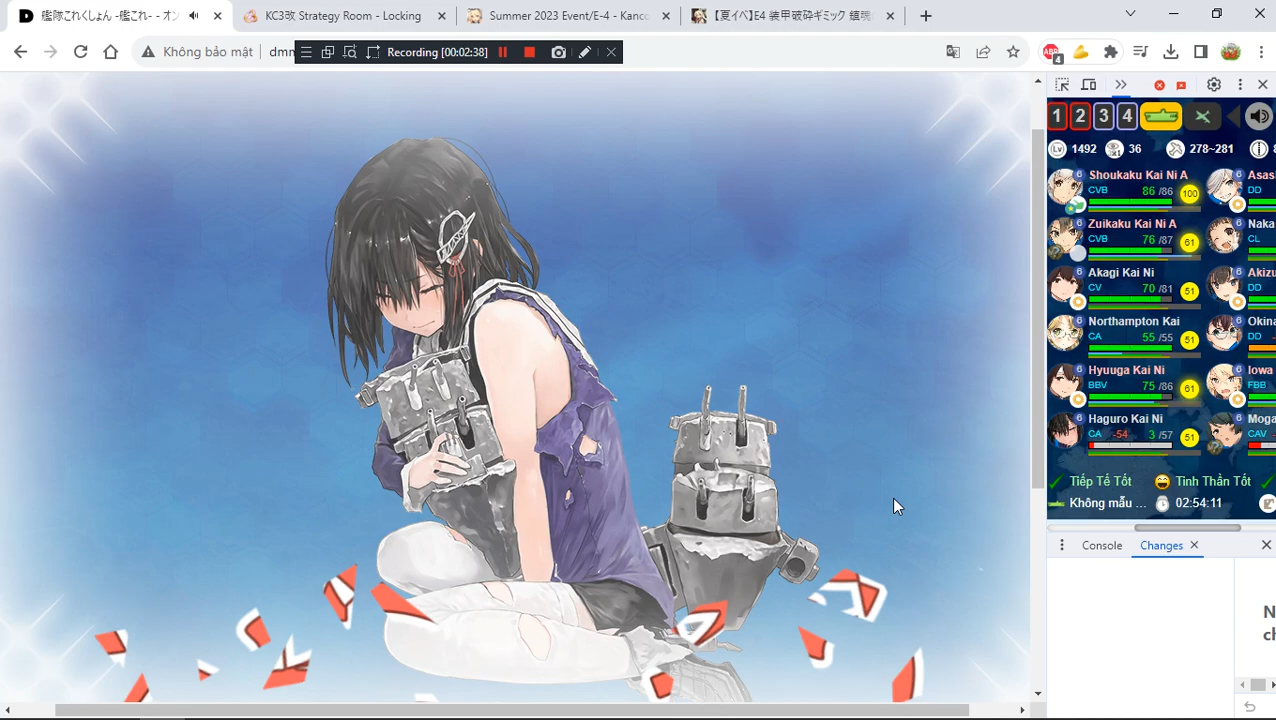 艦隊これくしょん -艦これ- - オン
KC3改 Strategy Room - Locking
Summer 2023 Event/E-4 - Kanco
【夏イベ】E4 装甲破砕ギミック
Không bảo mật
dmm
Recording [00:02:38]
4
1 2 3 4
Lv 1492 x1 36 278~281
Shoukaku Kai Ni A
CVB 86 /86 100
Asas
DD
Zuikaku Kai Ni A
CVB 76 /87 61
Naka
CL
Akagi Kai Ni
CV 70 /81 51
Akizu
DD
Northampton Kai
CA 55 /55 51
Okina
DD
Hyuuga Kai Ni
BBV 75 /86 61
Iowa
FBB
Haguro Kai Ni
CA -54 3 /57 51
Moga
CAV
Tiếp Tế Tốt
Tinh Thần Tốt
Không mẫu ...
02:54:11
Console
Changes
N
ch